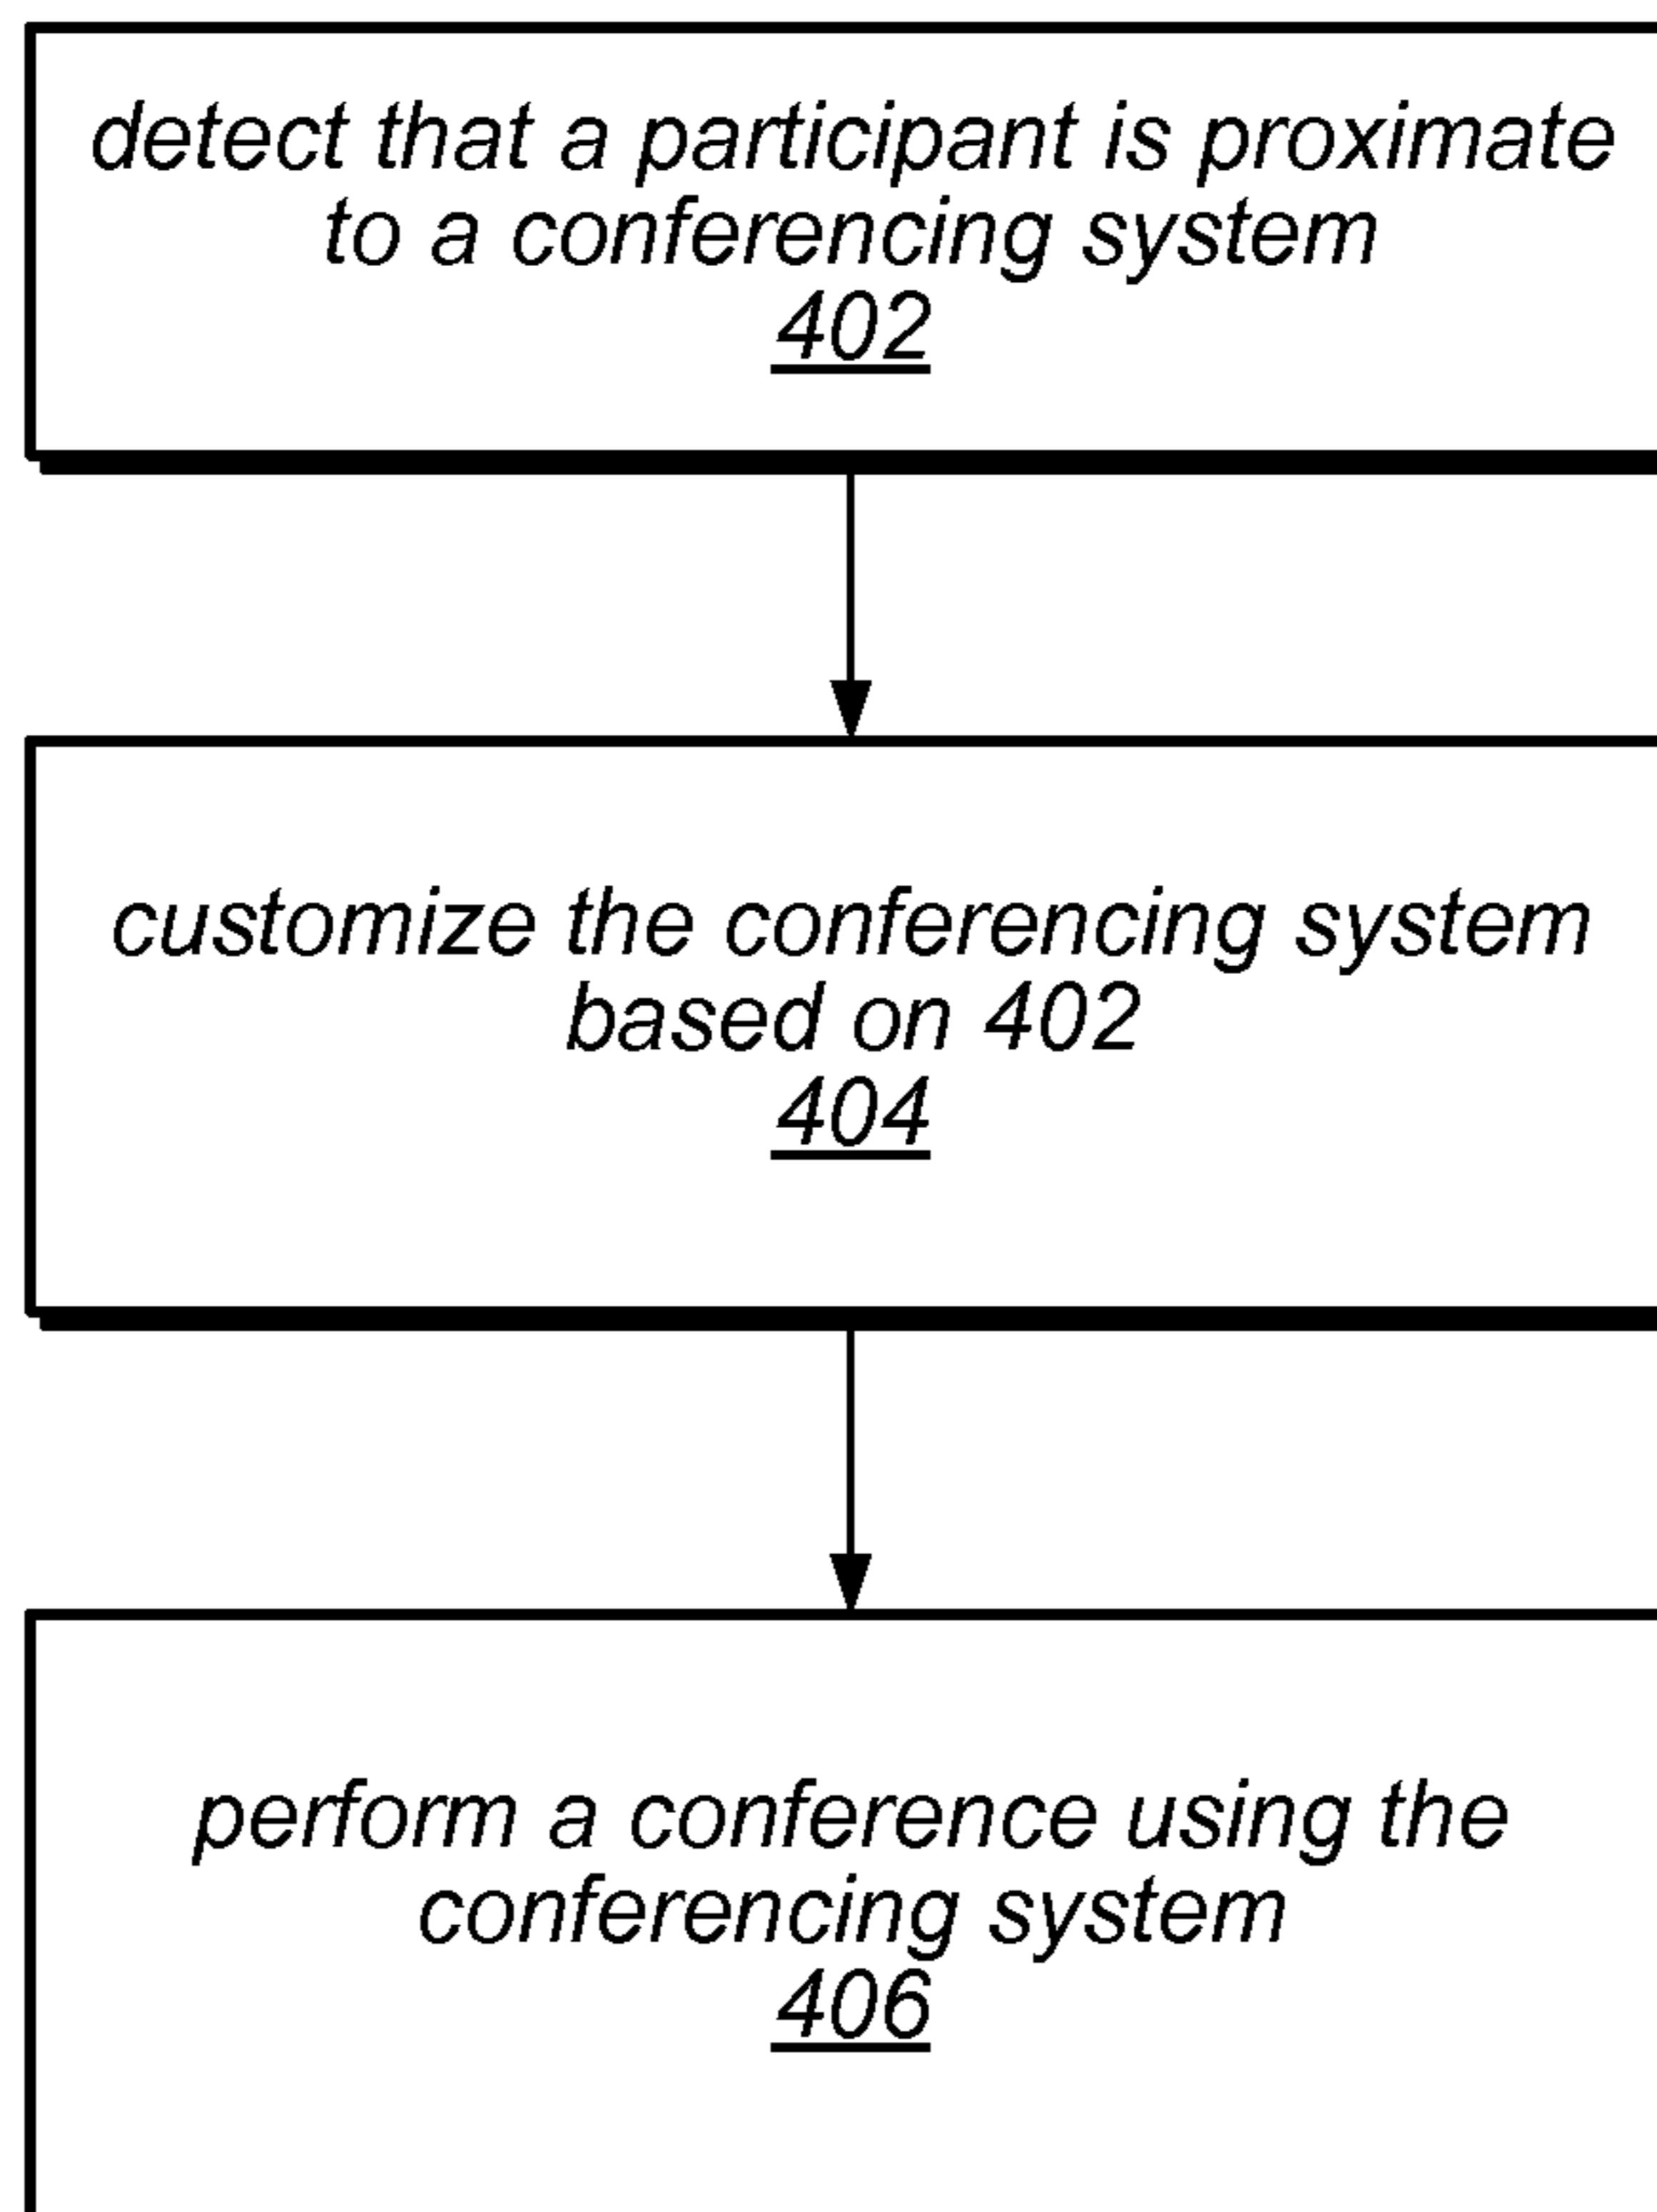 detect that a participant is proximate
to a conferencing system
402
customize the conferencing system
based on 402
404
perform a conference using the
conferencing system
406